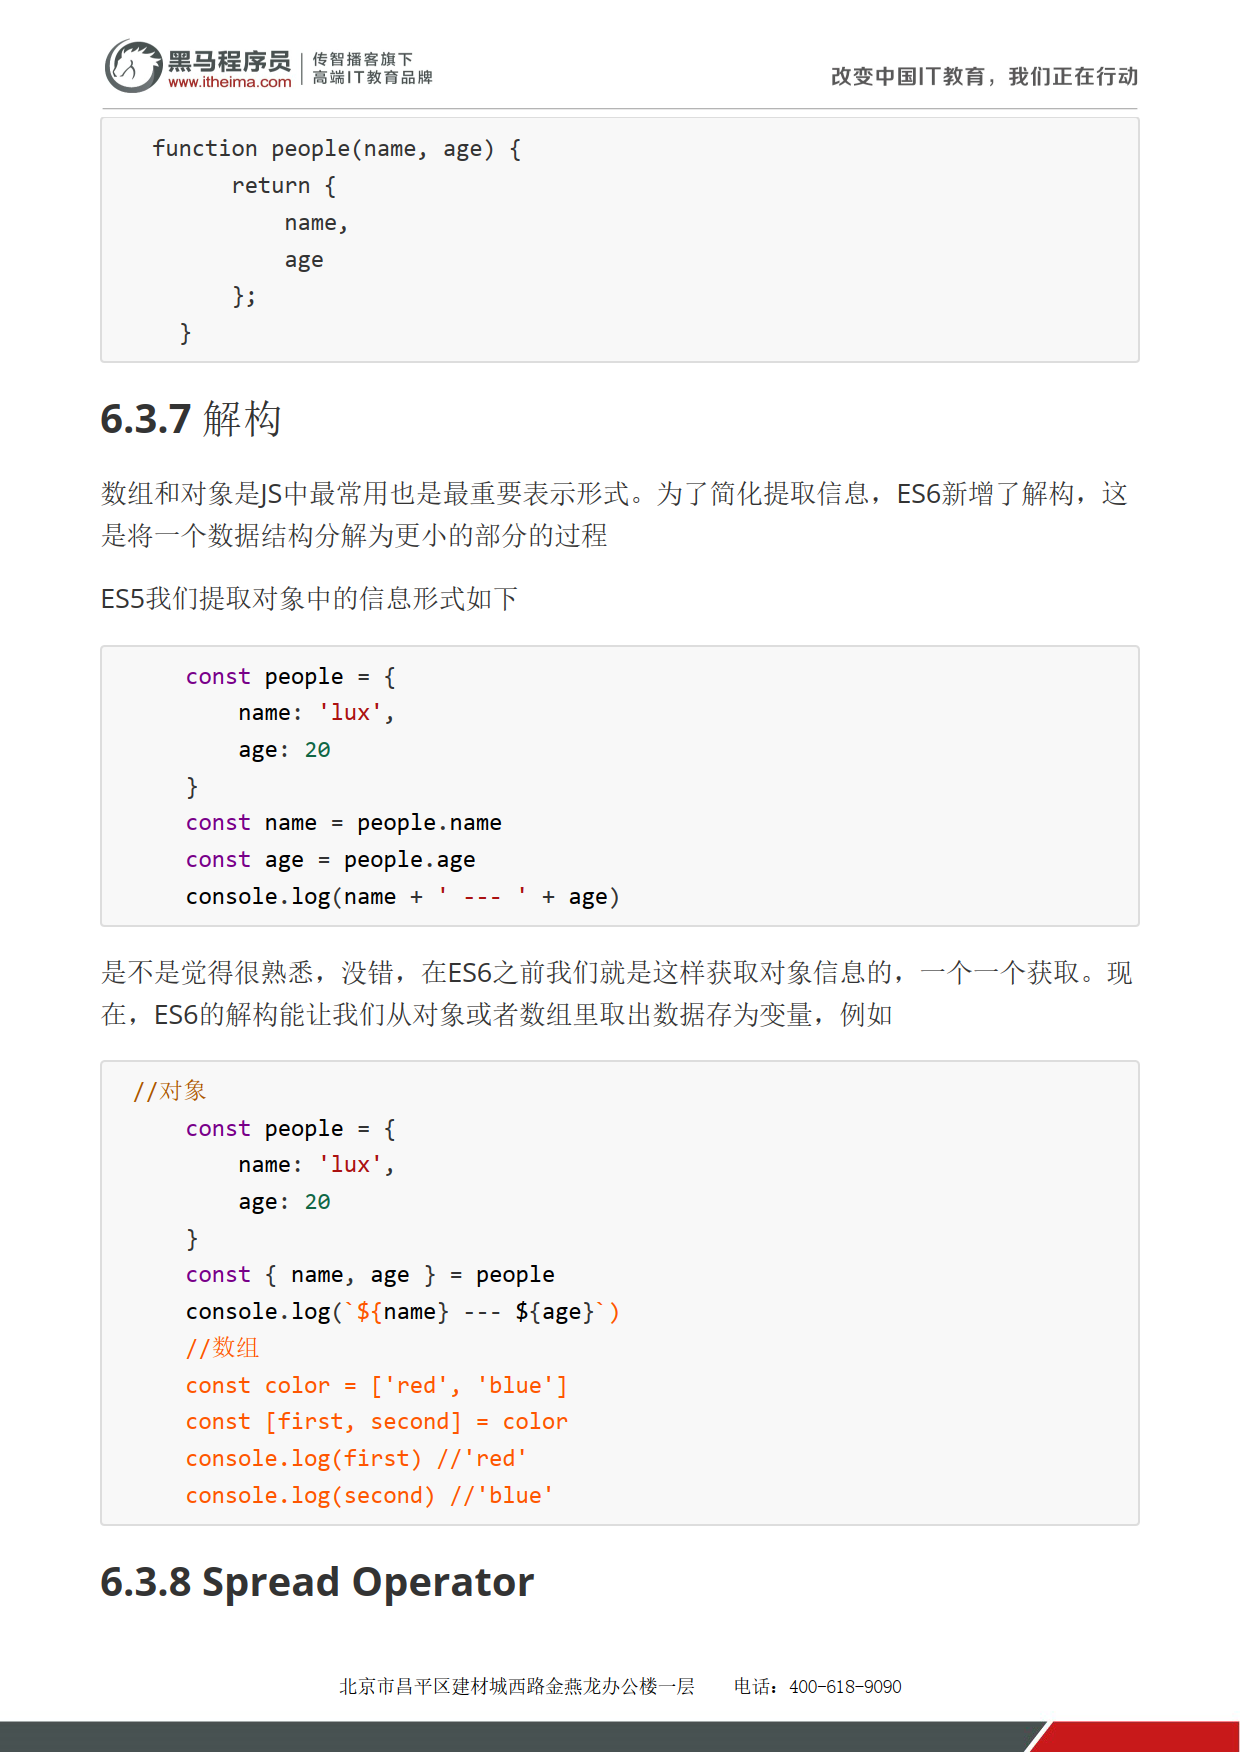 黑马程序员
www.itheima.com
传智播客旗下
高端IT教育品牌
改变中国IT教育，我们正在行动
function people(name, age) {
return {
name,
age
};
}
6.3.7 解构
数组和对象是JS中最常用也是最重要表示形式。为了简化提取信息，ES6新增了解构，这
是将一个数据结构分解为更小的部分的过程
ES5我们提取对象中的信息形式如下
const people = {
name: 'lux',
age: 20
}
const name = people.name
const age = people.age
console.log(name + ' --- ' + age)
是不是觉得很熟悉，没错，在ES6之前我们就是这样获取对象信息的，一个一个获取。现
在，ES6的解构能让我们从对象或者数组里取出数据存为变量，例如
//对象
const people = {
name: 'lux',
age: 20
}
const { name, age } = people
console.log(`${name} --- ${age}`)
//数组
const color = ['red', 'blue']
const [first, second] = color
console.log(first) //'red'
console.log(second) //'blue'
6.3.8 Spread Operator
北京市昌平区建材城西路金燕龙办公楼一层 电话：400-618-9090